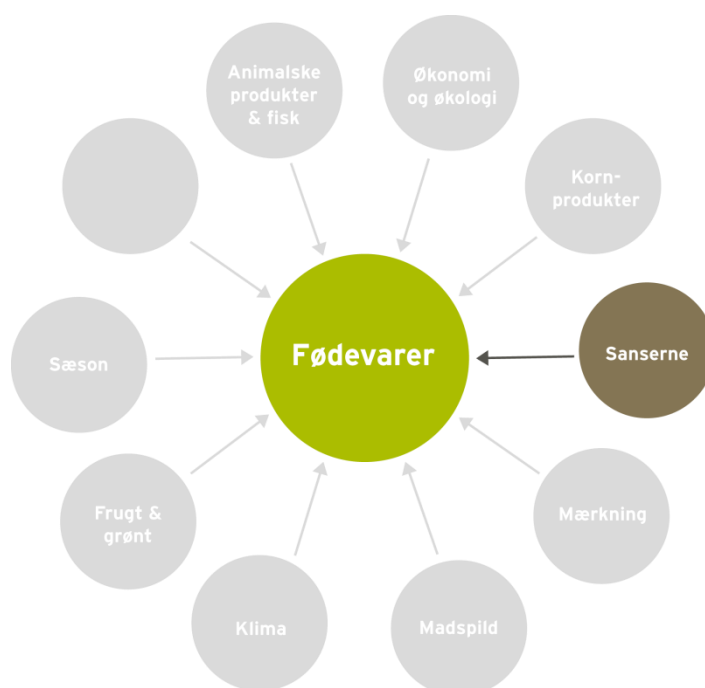 Animalske
produkter
& fisk
Økonomi
og økologi
Korn-
produkter
Fødevarer
Sanserne
Sæson
Mærkning
Frugt &
grønt
Klima
Madspild